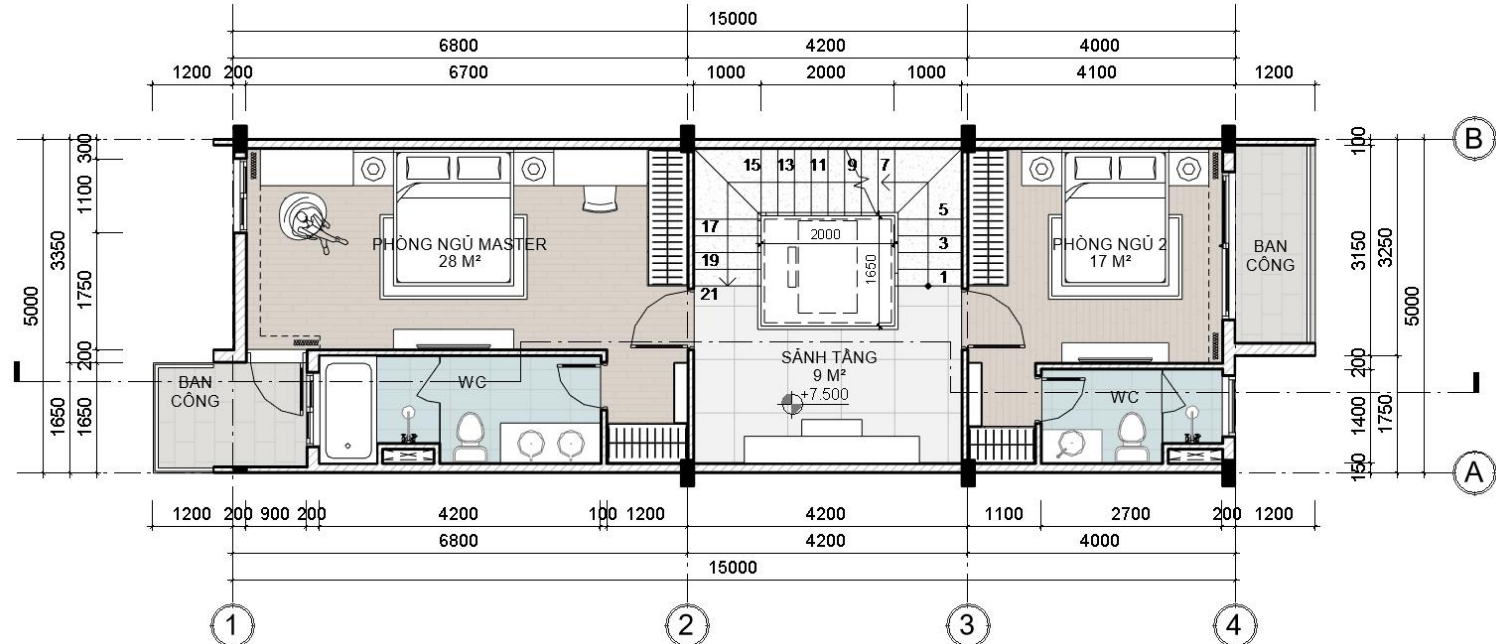 15000
6800 4200 4000
1200 200 6700 1000 2000 1000 4100 1200
B
A
5000
3350
1650
300
1100
1750
200
1650
100
3150
200
1400
150
3250
1750
5000
15 13 11 9 7
17
19
21
5
3
1
2000
1650
PHÒNG NGỦ MASTER
28 M²
PHÒNG NGỦ 2
17 M²
BAN
CÔNG
SẢNH TẦNG
9 M²
+7.500
BAN
CÔNG
WC
WC
1200 200 900 200 4200 100 1200 4200 1100 2700 200 1200
6800 4200 4000
15000
1 2 3 4